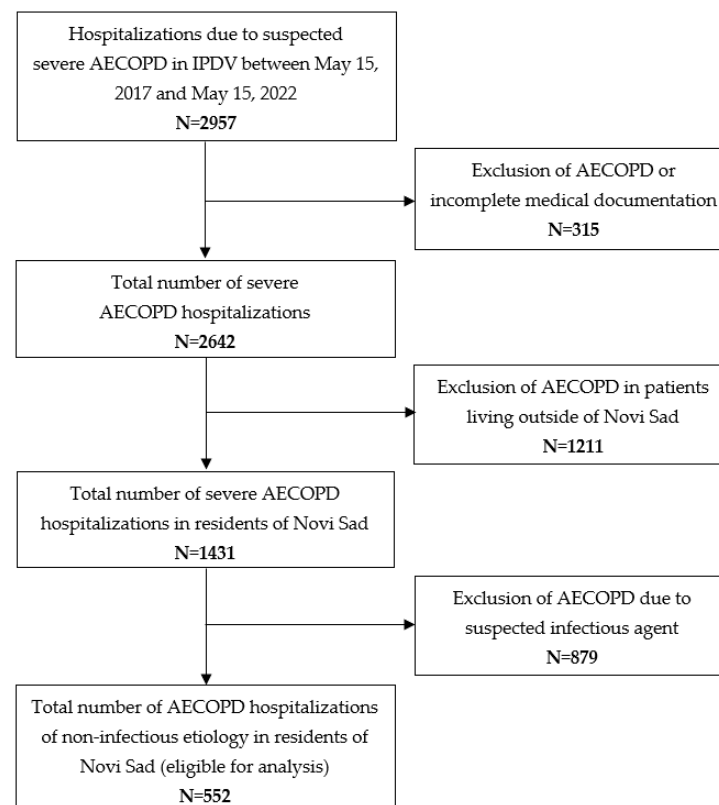 Hospitalizations due to suspected
severe AECOPD in IPDV between May 15,
2017 and May 15, 2022
N=2957
Exclusion of AECOPD or
incomplete medical documentation
N=315
Total number of severe
AECOPD hospitalizations
N=2642
Exclusion of AECOPD in patients
living outside of Novi Sad
N=1211
Total number of severe AECOPD
hospitalizations in residents of Novi Sad
N=1431
Exclusion of AECOPD due to
suspected infectious agent
N=879
Total number of AECOPD hospitalizations
of non-infectious etiology in residents of
Novi Sad (eligible for analysis)
N=552